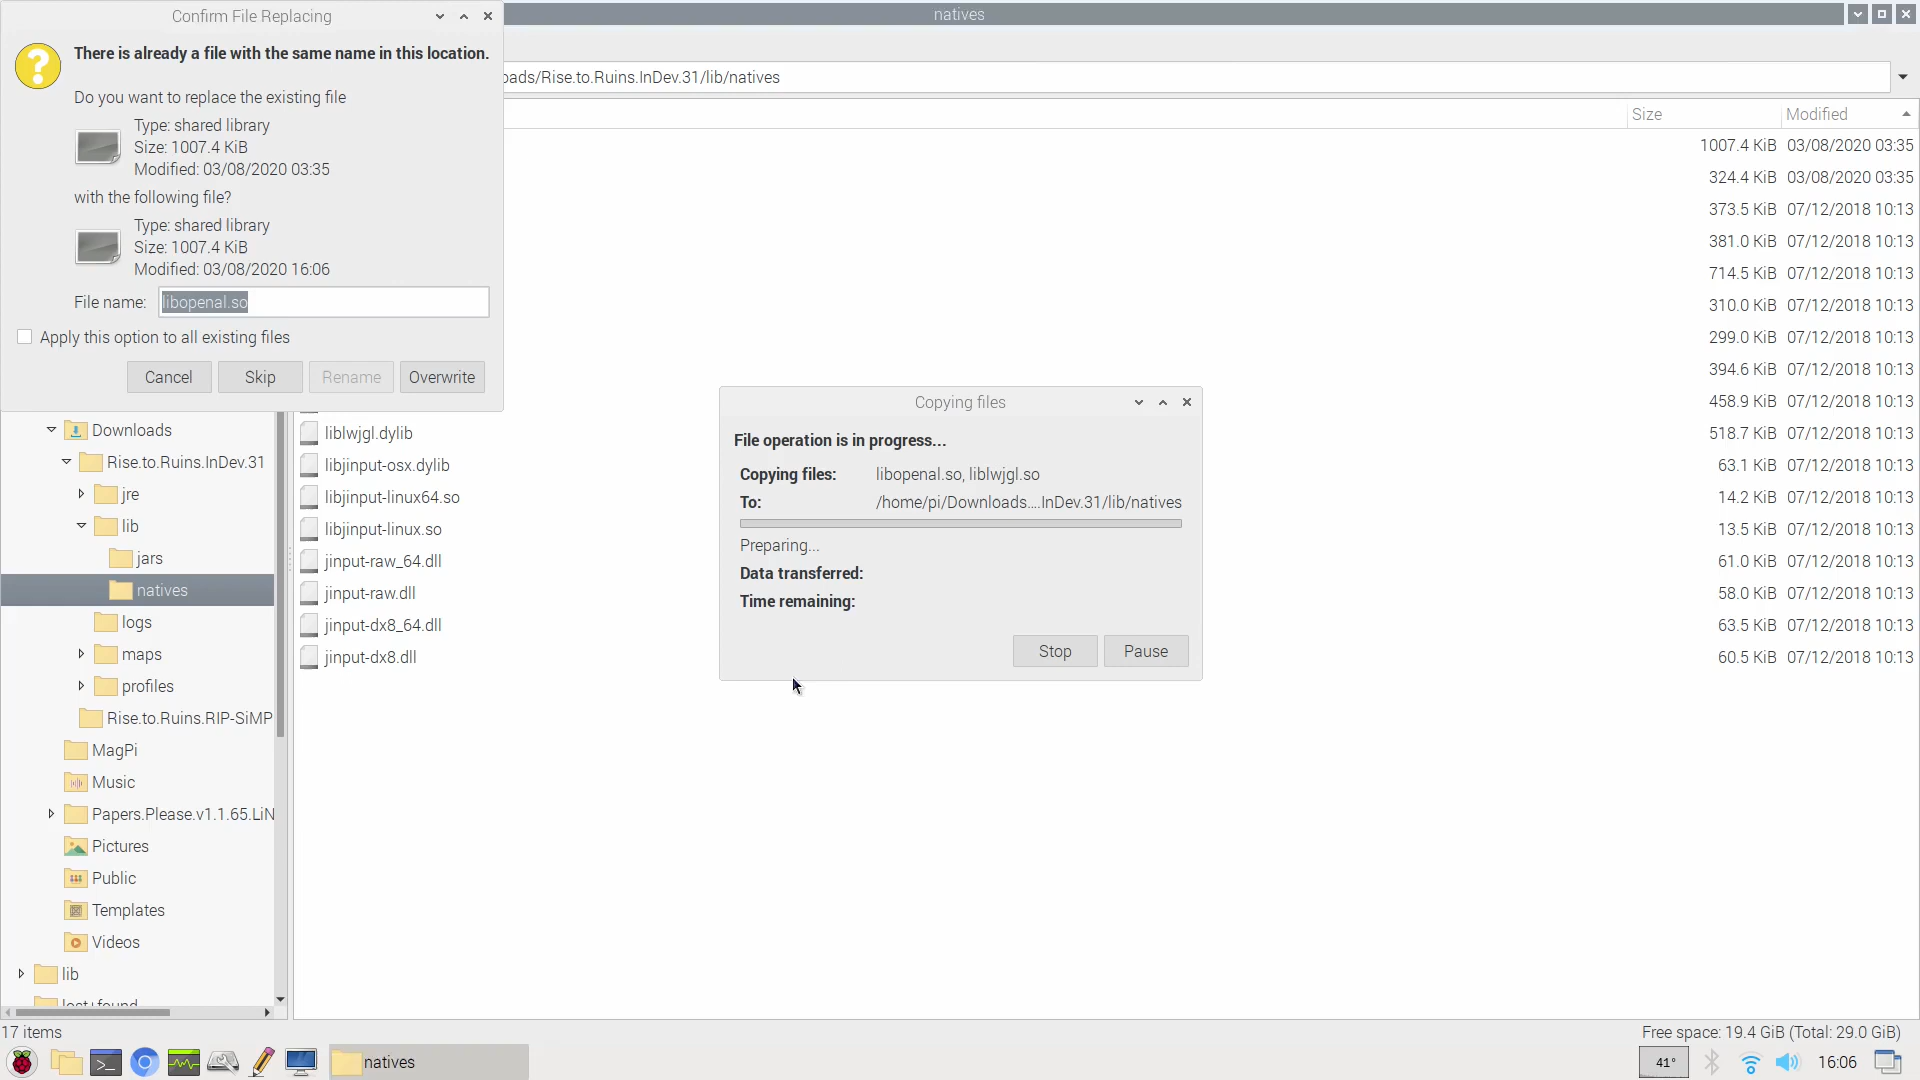 Confirm File Replacing
There is already a file with the same name in this location.
Do you want to replace the existing file
Type: shared library
Size: 1007.4 KiB
Modified: 03/08/2020 03:35
with the following file?
Type: shared library
Size: 1007.4 KiB
Modified: 03/08/2020 16:06
File name: libopenal.so
Apply this option to all existing files
Cancel Skip Rename Overwrite
natives
oads/Rise.to.Ruins.InDev.31/lib/natives
Size Modified
1007.4 KiB 03/08/2020 03:35
324.4 KiB 03/08/2020 03:35
373.5 KiB 07/12/2018 10:13
381.0 KiB 07/12/2018 10:13
714.5 KiB 07/12/2018 10:13
310.0 KiB 07/12/2018 10:13
299.0 KiB 07/12/2018 10:13
394.6 KiB 07/12/2018 10:13
458.9 KiB 07/12/2018 10:13
liblwjgl.dylib 518.7 KiB 07/12/2018 10:13
libjinput-osx.dylib 63.1 KiB 07/12/2018 10:13
libjinput-linux64.so 14.2 KiB 07/12/2018 10:13
libjinput-linux.so 13.5 KiB 07/12/2018 10:13
jinput-raw_64.dll 61.0 KiB 07/12/2018 10:13
jinput-raw.dll 58.0 KiB 07/12/2018 10:13
jinput-dx8_64.dll 63.5 KiB 07/12/2018 10:13
jinput-dx8.dll 60.5 KiB 07/12/2018 10:13
Copying files
File operation is in progress...
Copying files: libopenal.so, liblwjgl.so
To: /home/pi/Downloads....InDev.31/lib/natives
Preparing...
Data transferred:
Time remaining:
Stop Pause
Downloads
Rise.to.Ruins.InDev.31
jre
lib
jars
natives
logs
maps
profiles
Rise.to.Ruins.RIP-SiMP
MagPi
Music
Papers.Please.v1.1.65.LiN
Pictures
Public
Templates
Videos
lib
lost+found
17 items
Free space: 19.4 GiB (Total: 29.0 GiB)
natives
41°
16:06